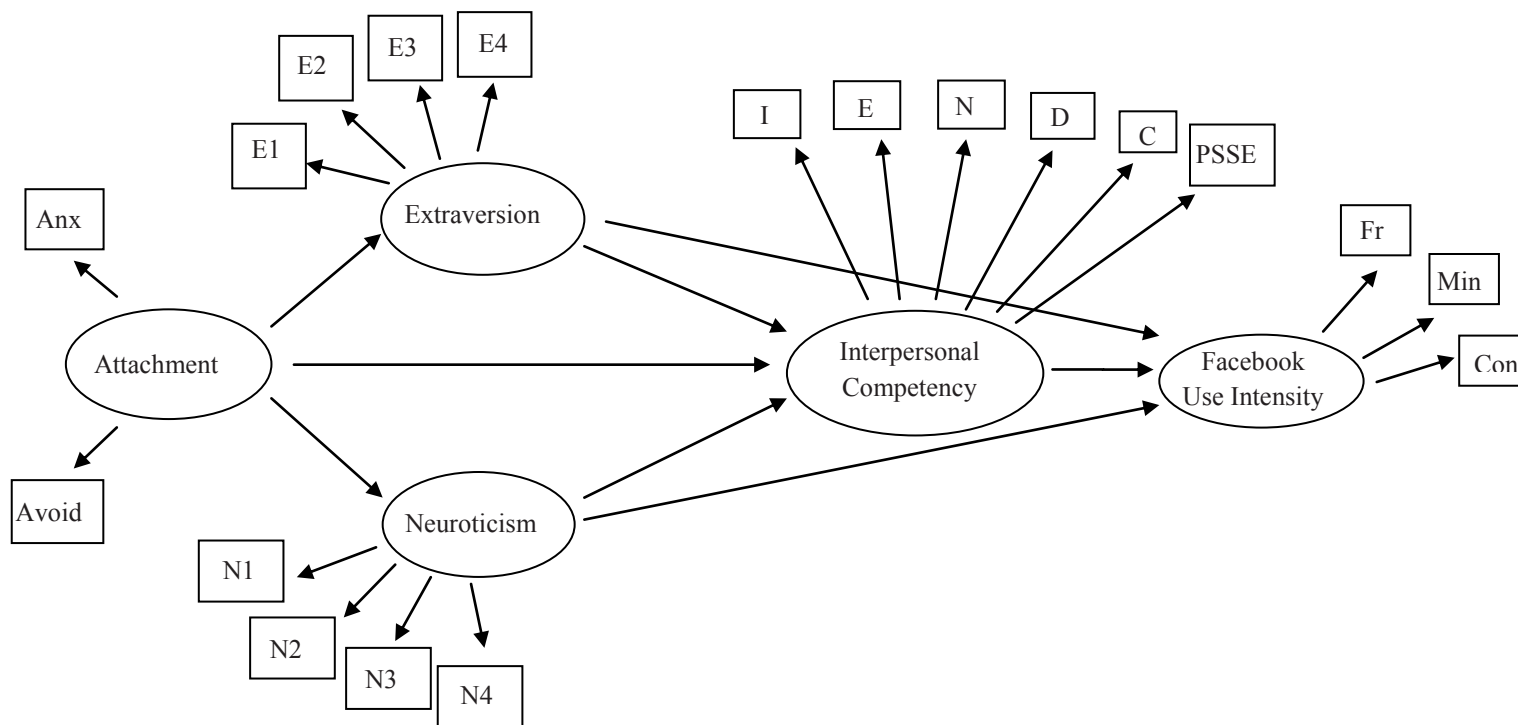 E1
E2
E3
E4
Extraversion
Anx
Attachment
Avoid
Neuroticism
N1
N2
N3
N4
I
E
N
D
C
PSSE
Interpersonal
Competency
Facebook
Use Intensity
Fr
Min
Con